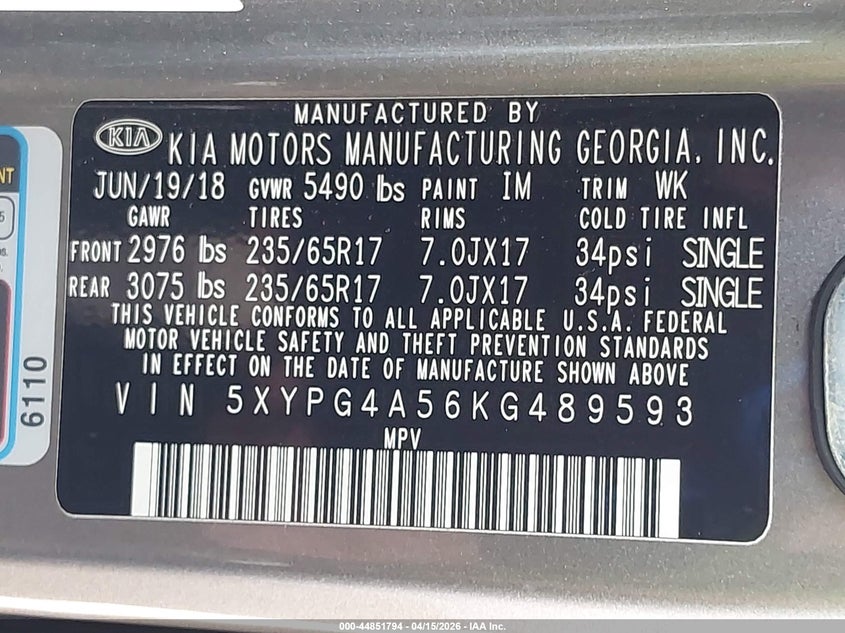 MANUFACTURED BY
KIA KIA MOTORS MANUFACTURING GEORGIA, INC.
JUN/19/18 GVWR 5490 lbs PAINT IM TRIM WK
GAWR TIRES RIMS COLD TIRE INFL
FRONT 2976 lbs 235/65R17 7.0JX17 34psi SINGLE
REAR 3075 lbs 235/65R17 7.0JX17 34psi SINGLE
THIS VEHICLE CONFORMS TO ALL APPLICABLE U.S.A. FEDERAL
MOTOR VEHICLE SAFETY AND THEFT PREVENTION STANDARDS
IN EFFECT ON THE DATE OF MANUFACTURE SHOWN ABOVE
VIN 5XYPG4A56KG489593
MPV
6110
000-44851794 - 04/15/2026 - IAA Inc.